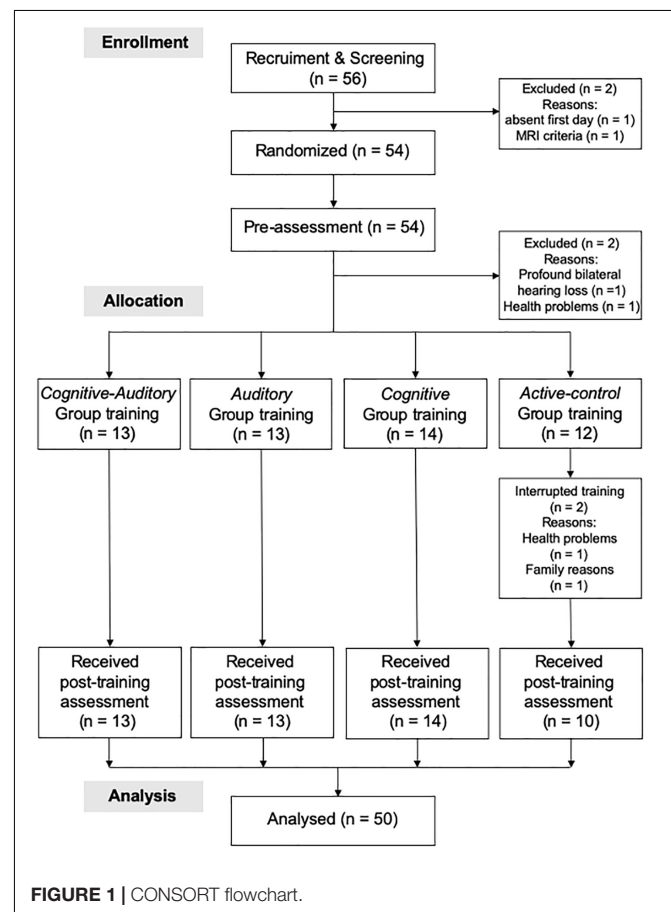 Enrollment
Recruiment & Screening
(n = 56)
Excluded (n = 2)
Reasons:
absent first day (n = 1)
MRI criteria (n = 1)
Randomized (n = 54)
Pre-assessment (n = 54)
Excluded (n = 2)
Reasons:
Profound bilateral
hearing loss (n =1)
Health problems (n = 1)
Allocation
Cognitive-Auditory
Group training
(n = 13)
Auditory
Group training
(n = 13)
Cognitive
Group training
(n = 14)
Active-control
Group training
(n = 12)
Interrupted training
(n = 2)
Reasons:
Health problems
(n = 1)
Family reasons
(n = 1)
Received
post-training
assessment
(n = 13)
Received
post-training
assessment
(n = 13)
Received
post-training
assessment
(n = 14)
Received
post-training
assessment
(n = 10)
Analysis
Analysed (n = 50)
FIGURE 1 | CONSORT flowchart.